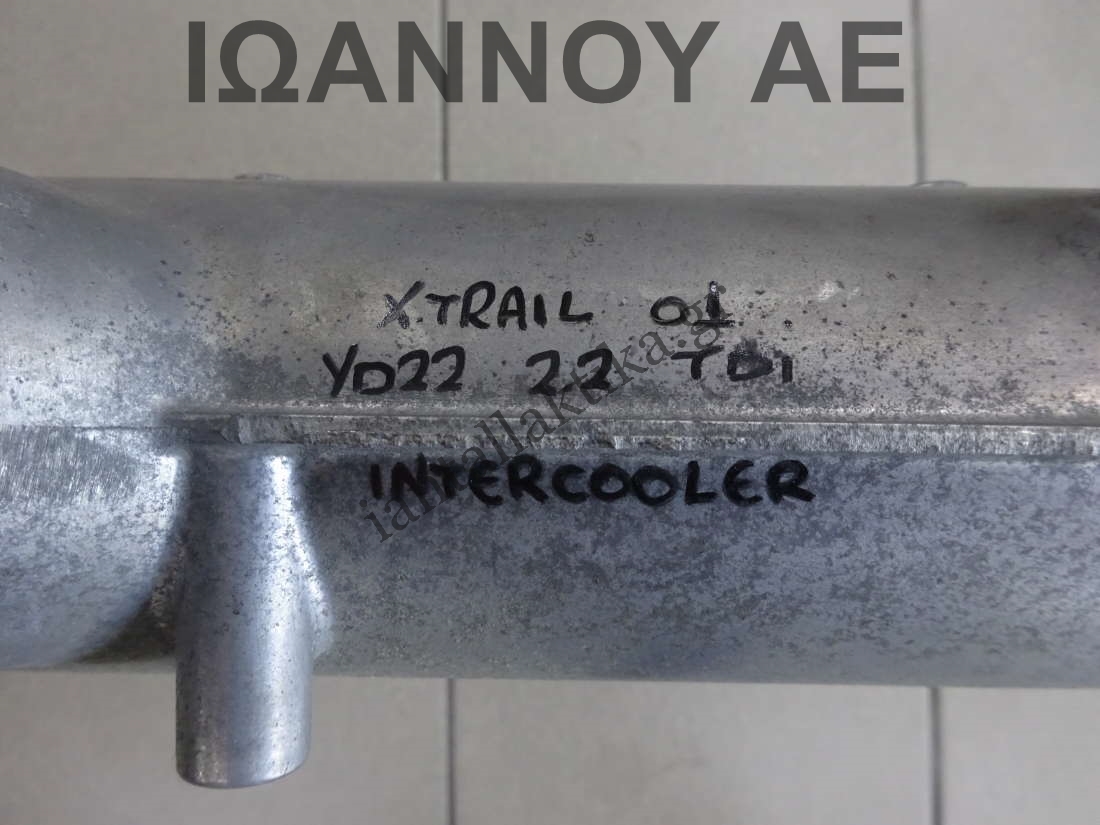 ΙΩΑΝΝΟΥ ΑΕ
X-TRAIL 01
YD22 2.2 TDI
INTERCOOLER